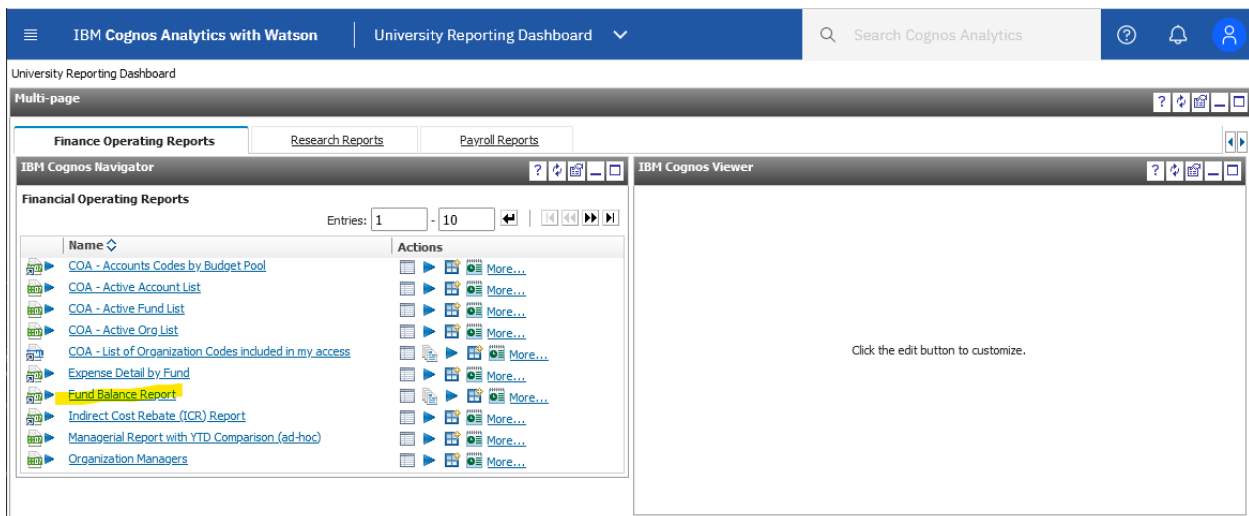 IBM Cognos Analytics with Watson University Reporting Dashboard Search Cognos Analytics
University Reporting Dashboard
Multi-page
Finance Operating Reports Research Reports Payroll Reports
IBM Cognos Navigator
Financial Operating Reports
Entries: 1 - 10
Name Actions
COA - Accounts Codes by Budget Pool More...
COA - Active Account List More...
COA - Active Fund List More...
COA - Active Org List More...
COA - List of Organization Codes included in my access More...
Expense Detail by Fund More...
Fund Balance Report More...
Indirect Cost Rebate (ICR) Report More...
Managerial Report with YTD Comparison (ad-hoc) More...
Organization Managers More...
IBM Cognos Viewer
Click the edit button to customize.